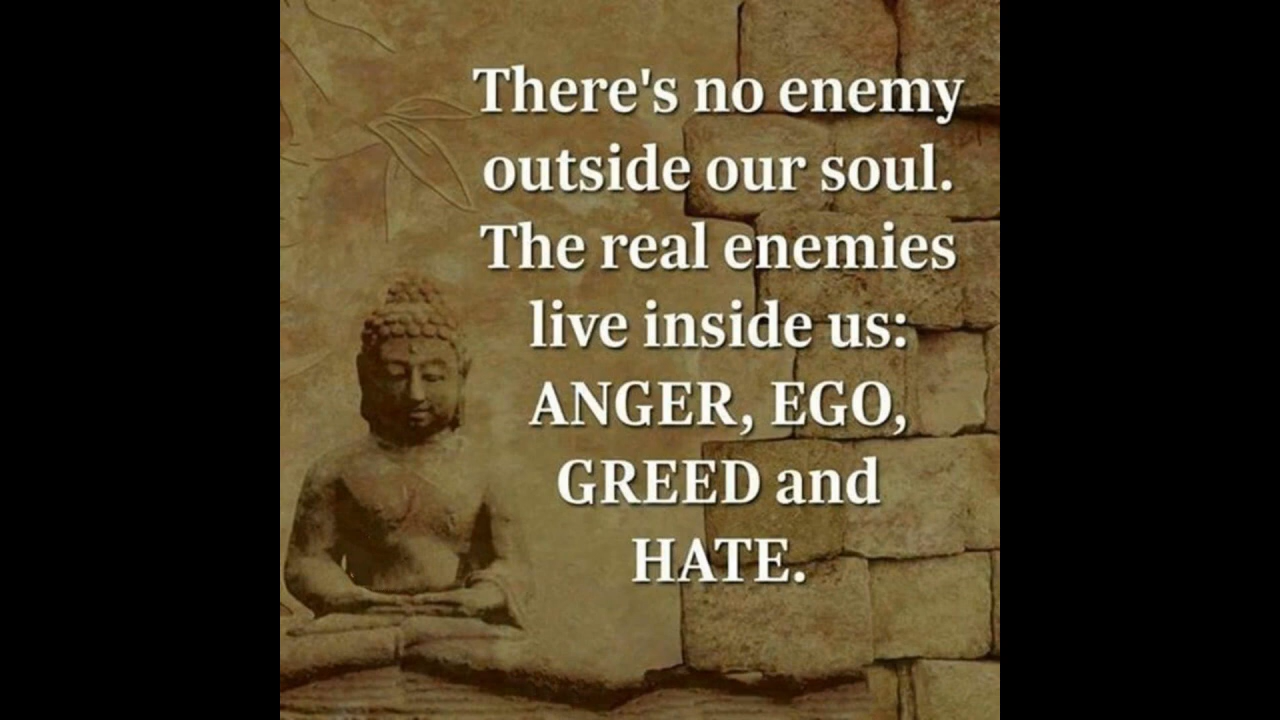 There's no enemy
outside our soul.
The real enemies
live inside us:
ANGER, EGO,
GREED and
HATE.